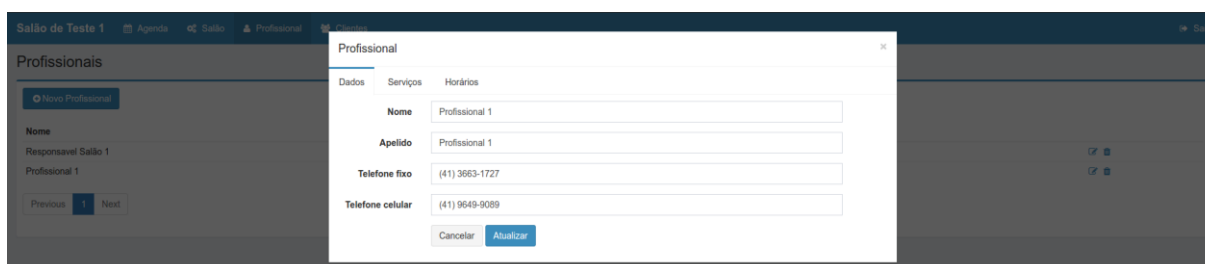 Salão de Teste 1 Agenda Salão Profissional Clientes
Profissionais
Novo Profissional
Nome
Responsavel Salão 1
Profissional 1
Previous 1 Next
Profissional ×
Dados Serviços Horários
Nome Profissional 1
Apelido Profissional 1
Telefone fixo (41) 3663-1727
Telefone celular (41) 9649-9089
Cancelar Atualizar